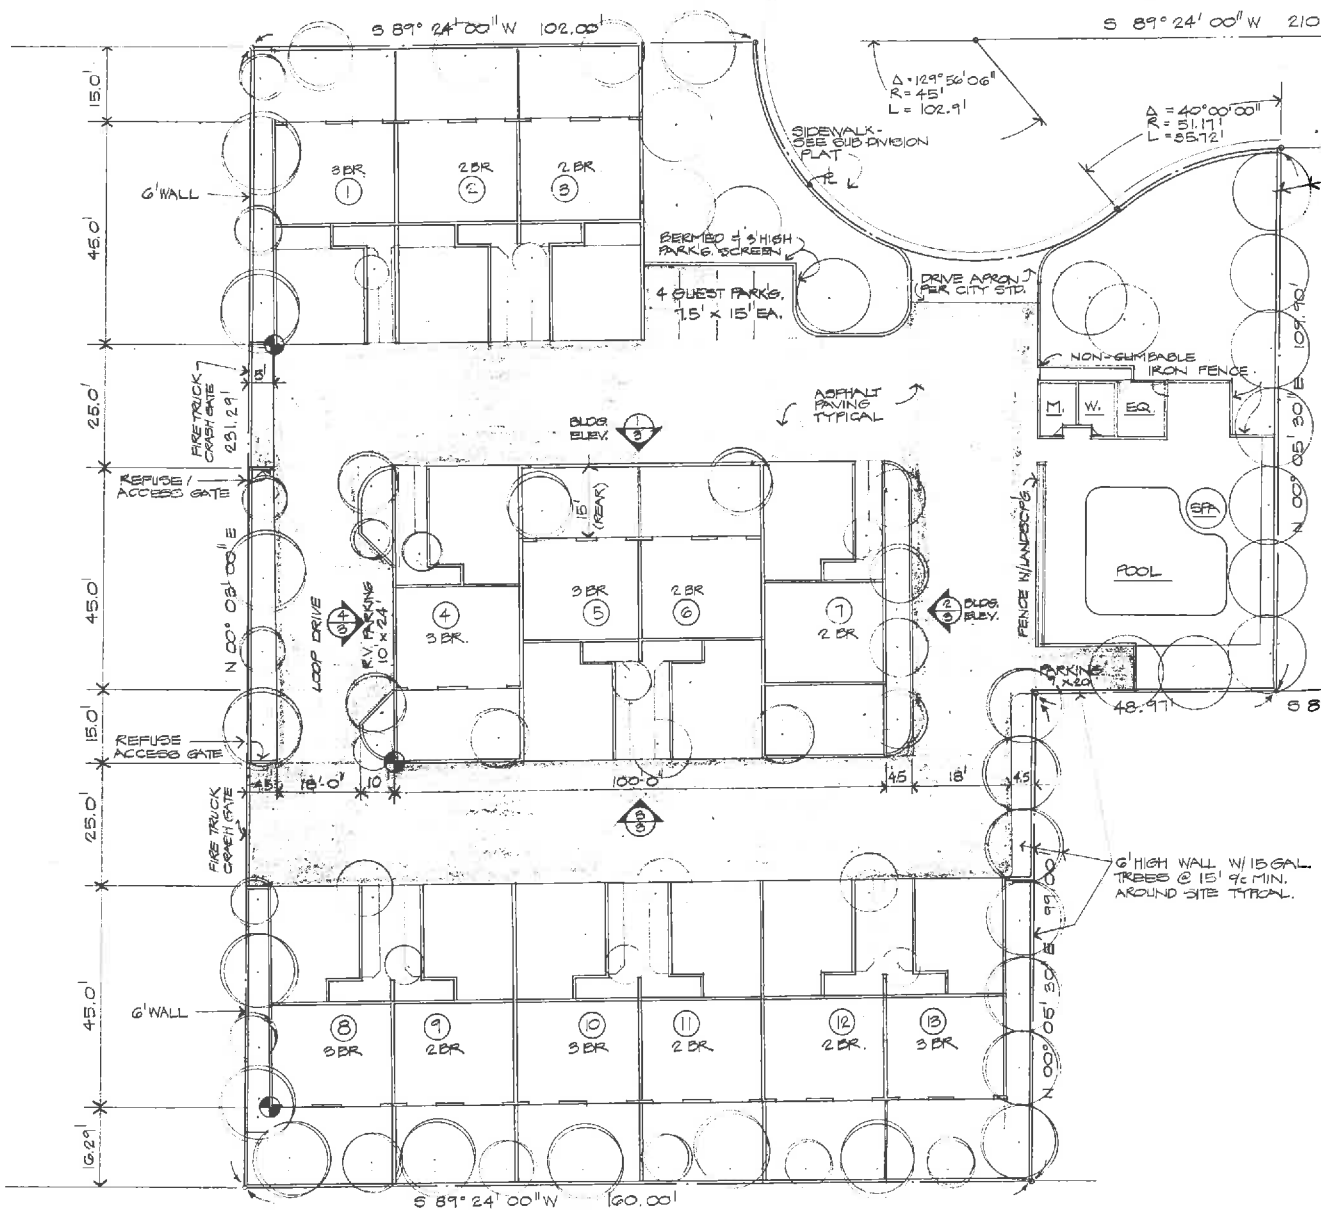 S 89° 24' 00" W 102.00'
S 89° 24' 00" W 210
Δ = 129° 56' 06"
R = 45'
L = 102.9'
Δ = 40° 00' 00"
R = 51.17'
L = 35.72'
SIDEWALK -
SEE SUB-DIVISION
PLAT
15.0'
45.0'
25.0'
45.0'
15.0'
25.0'
45.0'
16.29'
6' WALL
3 BR.
1
2 BR
2
2 BR
3
BERMED & 3' HIGH
PARK'G. SCREEN
4 GUEST PARK'G.
7.5' x 15' EA.
DRIVE APRON
PER CITY STD.
N 00° 05' 30" E 109.90'
NON-CLIMBABLE
IRON FENCE
M. W. EQ.
ASPHALT
PAVING
TYPICAL
FIRE TRUCK
CRASH GATE
231.29'
5'
BLDG.
ELEV.
1
3
REFUSE /
ACCESS GATE
N 00° 03' 00" E
LOOP DRIVE
4
3
R.V. PARKING
10' x 24'
15'
(REAR)
4
3 BR.
3 BR
5
2 BR
6
7
2 BR
2
3
BLDG.
ELEV.
FENCE W/LANDSCP'G.
SPA
POOL
PARKING
9' x 20'
48.97'
S 8
REFUSE
ACCESS GATE
4.5 18'-0" 10 100'-0" 4.5 18' 4.5
3
3
FIRE TRUCK
CRASH GATE
6' HIGH WALL W/ 15 GAL.
TREES @ 15' o/c MIN.
AROUND SITE TYPICAL.
N 00° 05' 30" E 99.00
6' WALL
8
3 BR
9
2 BR
10
3 BR
11
2 BR
12
2 BR.
13
3 BR
S 89° 24' 00" W 160.00'